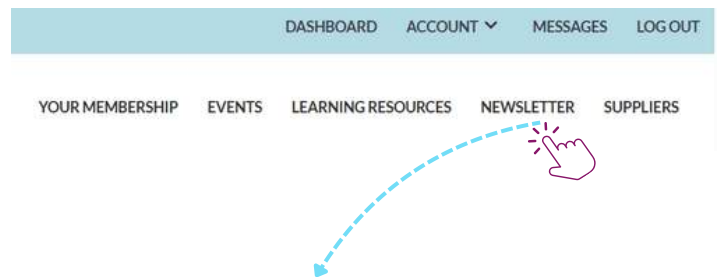 DASHBOARD ACCOUNT MESSAGES LOG OUT
YOUR MEMBERSHIP EVENTS LEARNING RESOURCES NEWSLETTER SUPPLIERS